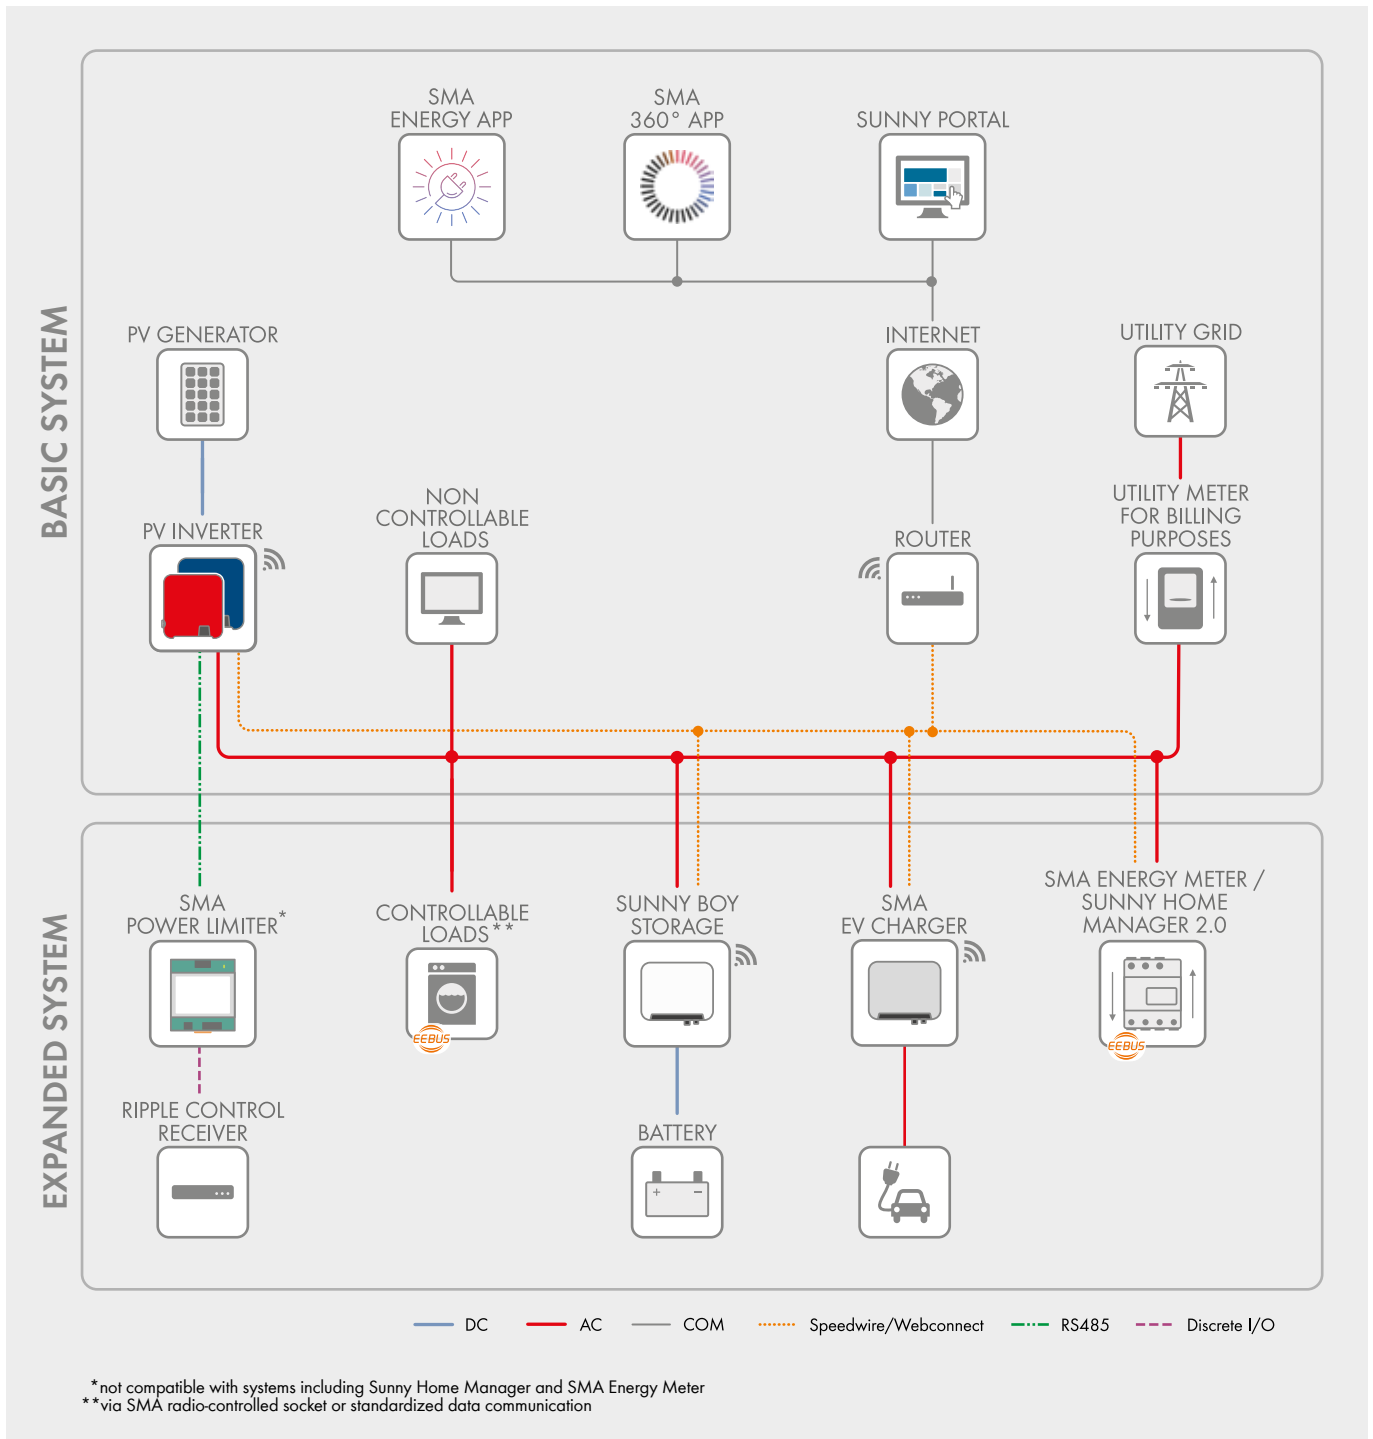 SMA
ENERGY APP
SMA
360° APP
SUNNY PORTAL
BASIC SYSTEM
PV GENERATOR
INTERNET
UTILITY GRID
PV INVERTER
NON
CONTROLLABLE
LOADS
ROUTER
UTILITY METER
FOR BILLING
PURPOSES
EXPANDED SYSTEM
SMA
POWER LIMITER*
CONTROLLABLE
LOADS**
EEBUS
SUNNY BOY
STORAGE
SMA
EV CHARGER
SMA ENERGY METER /
SUNNY HOME
MANAGER 2.0
EEBUS
RIPPLE CONTROL
RECEIVER
BATTERY
+ −
DC
AC
COM
Speedwire/Webconnect
RS485
Discrete I/O
*not compatible with systems including Sunny Home Manager and SMA Energy Meter
**via SMA radio-controlled socket or standardized data communication